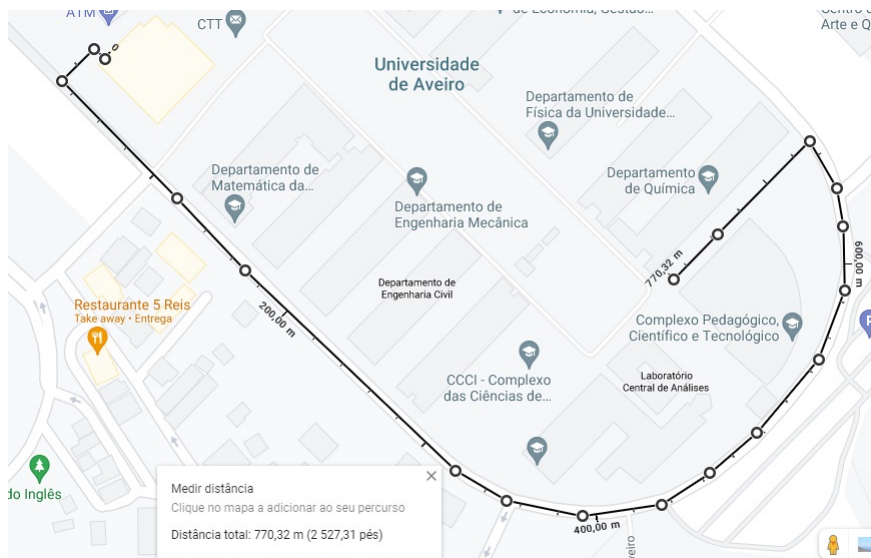 ATM
CTT
de Economia, Gestão...
Centro d
Arte e Q
0
Universidade
de Aveiro
Departamento de
Física da Universidade...
Departamento de
Matemática da...
Departamento
de Química
Departamento de
Engenharia Mecânica
600,00 m
770,32 m
Departamento de
Engenharia Civil
Restaurante 5 Reis
Take away • Entrega
200,00 m
Complexo Pedagógico,
Científico e Tecnológico
P
CCCI - Complexo
das Ciências de...
Laboratório
Central de Análises
do Inglês
Medir distância
Clique no mapa a adicionar ao seu percurso
Distância total: 770,32 m (2 527,31 pés)
400,00 m
veiro